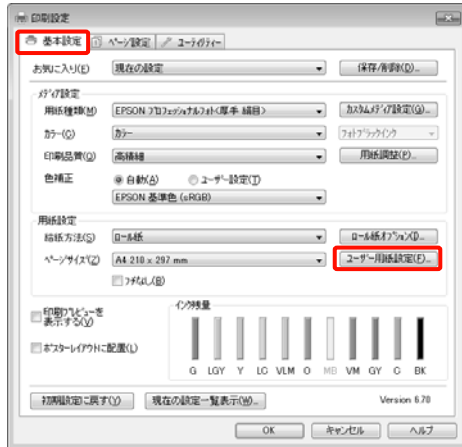 印刷設定
基本設定
ページ設定
ユーティリティー
お気に入り(F)
現在の設定
保存/削除(D)...
メディア設定
用紙種類(M)
EPSON プロフェッショナルフォト<厚手 絹目>
カスタムメディア設定(G)...
カラー(C)
カラー
フォトブラックインク
印刷品質(Q)
高精細
用紙調整(P)...
色補正
自動(A)
ユーザー設定(T)
EPSON 基準色 (sRGB)
用紙設定
給紙方法(S)
ロール紙
ロール紙オプション(I)...
ページサイズ(Z)
A4 210 x 297 mm
ユーザー用紙設定(E)...
フチなし(B)
印刷プレビューを
表示する(V)
ポスターレイアウトに配置(L)
インク残量
G LGY Y LC VLM O MB VM GY C BK
初期設定に戻す(Y)
現在の設定一覧表示(W)...
Version 6.70
OK
キャンセル
ヘルプ